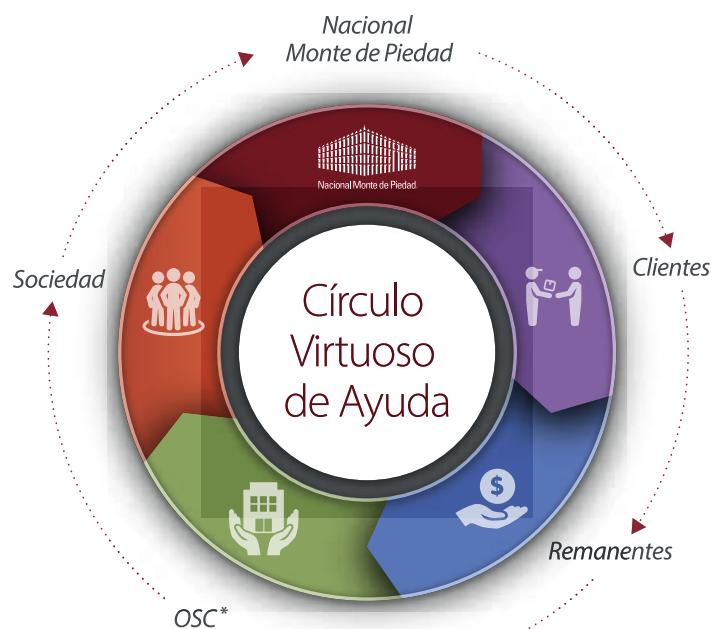 Nacional
Monte de Piedad
Nacional Monte de Piedad
Sociedad
Clientes
Círculo
Virtuoso
de Ayuda
$
Remanentes
OSC*